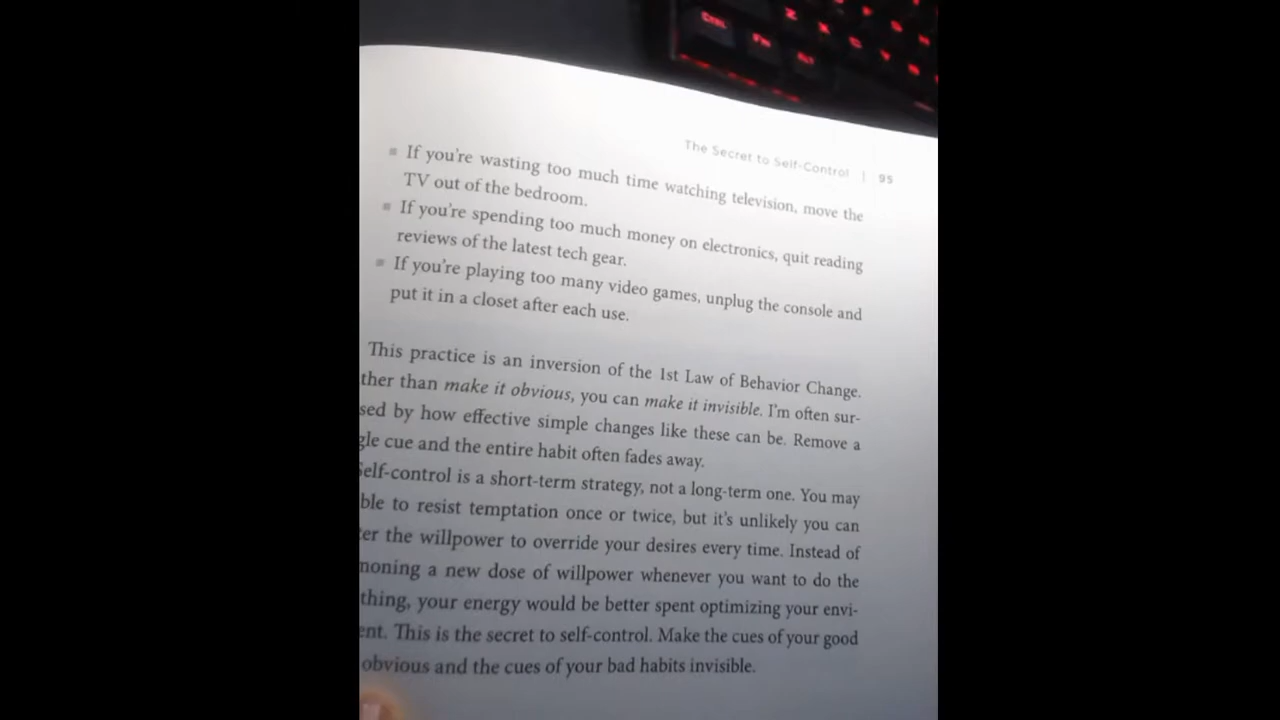 Ctrl
Fn
ALT
Z
X
C
The Secret to Self-Control | 95
▪ If you're wasting too much time watching television, move the
TV out of the bedroom.
▪ If you're spending too much money on electronics, quit reading
reviews of the latest tech gear.
▪ If you're playing too many video games, unplug the console and
put it in a closet after each use.
This practice is an inversion of the 1st Law of Behavior Change.
ther than make it obvious, you can make it invisible. I'm often sur-
sed by how effective simple changes like these can be. Remove a
gle cue and the entire habit often fades away.
Self-control is a short-term strategy, not a long-term one. You may
ble to resist temptation once or twice, but it's unlikely you can
er the willpower to override your desires every time. Instead of
moning a new dose of willpower whenever you want to do the
thing, your energy would be better spent optimizing your envi-
ent. This is the secret to self-control. Make the cues of your good
obvious and the cues of your bad habits invisible.